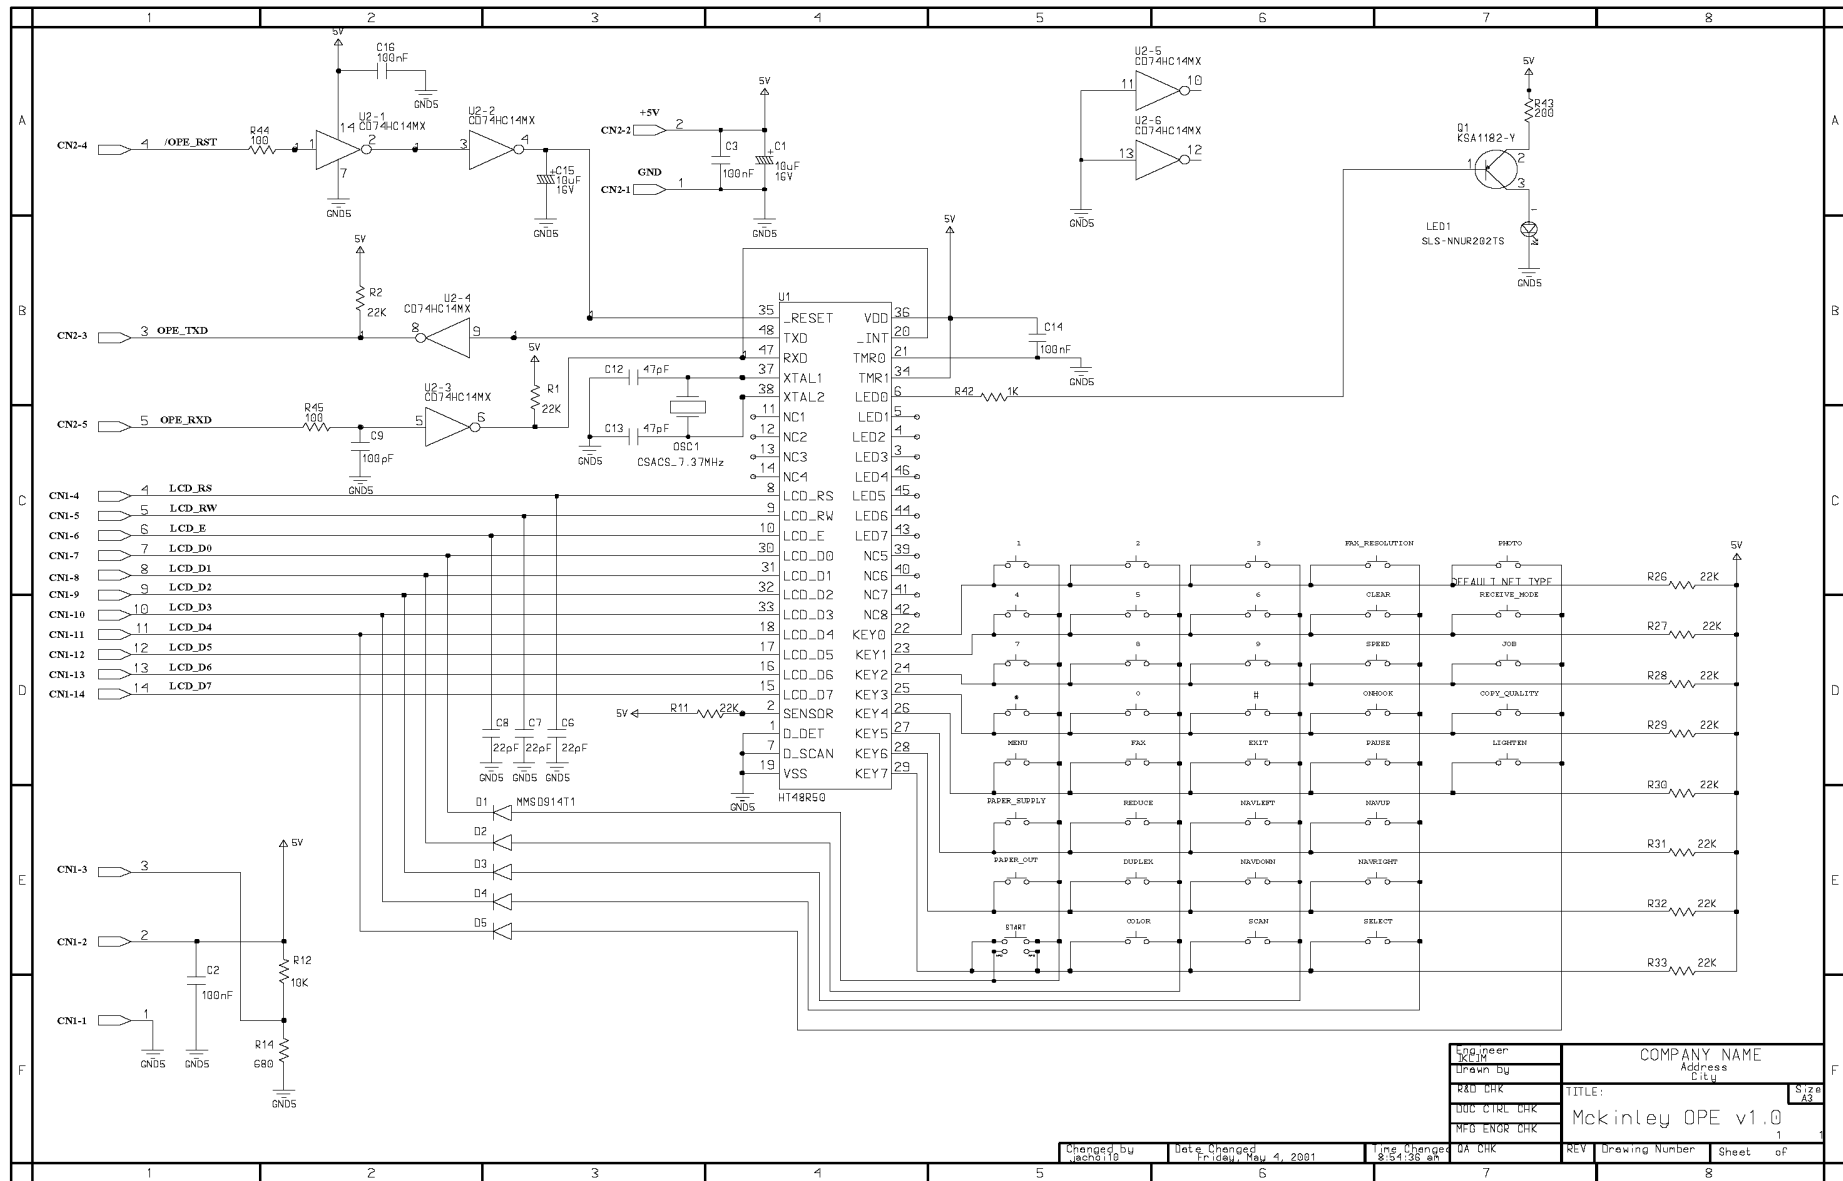 1 2 3 4 5 6 7 8
A
B
C
D
E
F
5V
C16
100nF
GND5
CN2-4
4
/OPE_RST
R44
100
1
U2-1
CD74HC14MX
14
2
7
GND5
U2-2
CD74HC14MX
3
4
C15
10uF
16V
GND5
+5V
CN2-2
2
GND
CN2-1
1
C3
100nF
5V
C1
10uF
16V
GND5
U2-5
CD74HC14MX
11
10
U2-6
CD74HC14MX
13
12
GND5
5V
R43
200
Q1
KSA1182-Y
1
2
3
LED1
SLS-NNUR202TS
GND5
5V
R2
22K
U2-4
CD74HC14MX
8
9
CN2-3
3
OPE_TXD
U2-3
CD74HC14MX
5
6
5V
R1
22K
CN2-5
5
OPE_RXD
R45
100
C9
100pF
GND5
C12
47pF
C13
47pF
GND5
OSC1
CSACS_7.37MHz
U1
35 _RESET
48 TXD
47 RXD
37 XTAL1
38 XTAL2
11 NC1
12 NC2
13 NC3
14 NC4
8 LCD_RS
9 LCD_RW
10 LCD_E
30 LCD_D0
31 LCD_D1
32 LCD_D2
33 LCD_D3
18 LCD_D4
17 LCD_D5
16 LCD_D6
15 LCD_D7
2 SENSOR
1 D_DET
7 D_SCAN
19 VSS
VDD 36
_INT 20
TMR0 21
TMR1 34
LED0 6
LED1 5
LED2 4
LED3 3
LED4 46
LED5 45
LED6 44
LED7 43
NC5 39
NC6 40
NC7 41
NC8 42
KEY0 22
KEY1 23
KEY2 24
KEY3 25
KEY4 26
KEY5 27
KEY6 28
KEY7 29
HT48R50
5V
C14
100nF
GND5
R42
1K
CN1-4 4 LCD_RS
CN1-5 5 LCD_RW
CN1-6 6 LCD_E
CN1-7 7 LCD_D0
CN1-8 8 LCD_D1
CN1-9 9 LCD_D2
CN1-10 10 LCD_D3
CN1-11 11 LCD_D4
CN1-12 12 LCD_D5
CN1-13 13 LCD_D6
CN1-14 14 LCD_D7
5V
R11
22K
C8
22pF
GND5
C7
22pF
GND5
C6
22pF
GND5
GND5
D1
MMSD914T1
D2
D3
D4
D5
CN1-3
3
5V
CN1-2
2
C2
100nF
GND5
R12
10K
CN1-1
1
GND5
R14
680
GND5
1 2 3 FAX_RESOLUTION PHOTO
DEFAULT NET TYPE
4 5 6 CLEAR RECEIVE_MODE
7 8 9 SPEED JOB
* 0 # ONHOOK COPY_QUALITY
MENU FAX EXIT PAUSE LIGHTEN
PAPER_SUPPLY REDUCE NAVLEFT NAVUP
PAPER_OUT DUPLEX NAVDOWN NAVRIGHT
START COLOR SCAN SELECT
5V
R26 22K
R27 22K
R28 22K
R29 22K
R30 22K
R31 22K
R32 22K
R33 22K
Engineer
IKLIM
Drawn by
R&D CHK
DOC CTRL CHK
MFG ENGR CHK
QA CHK
COMPANY NAME
Address
City
TITLE:
Size
A3
Mckinley OPE v1.0
Changed by
jachoi10
Date Changed
Friday, May 4, 2001
Time Changed
8:54:36 am
REV
Drawing Number
Sheet 1 of 1
1 2 3 4 5 6 7 8